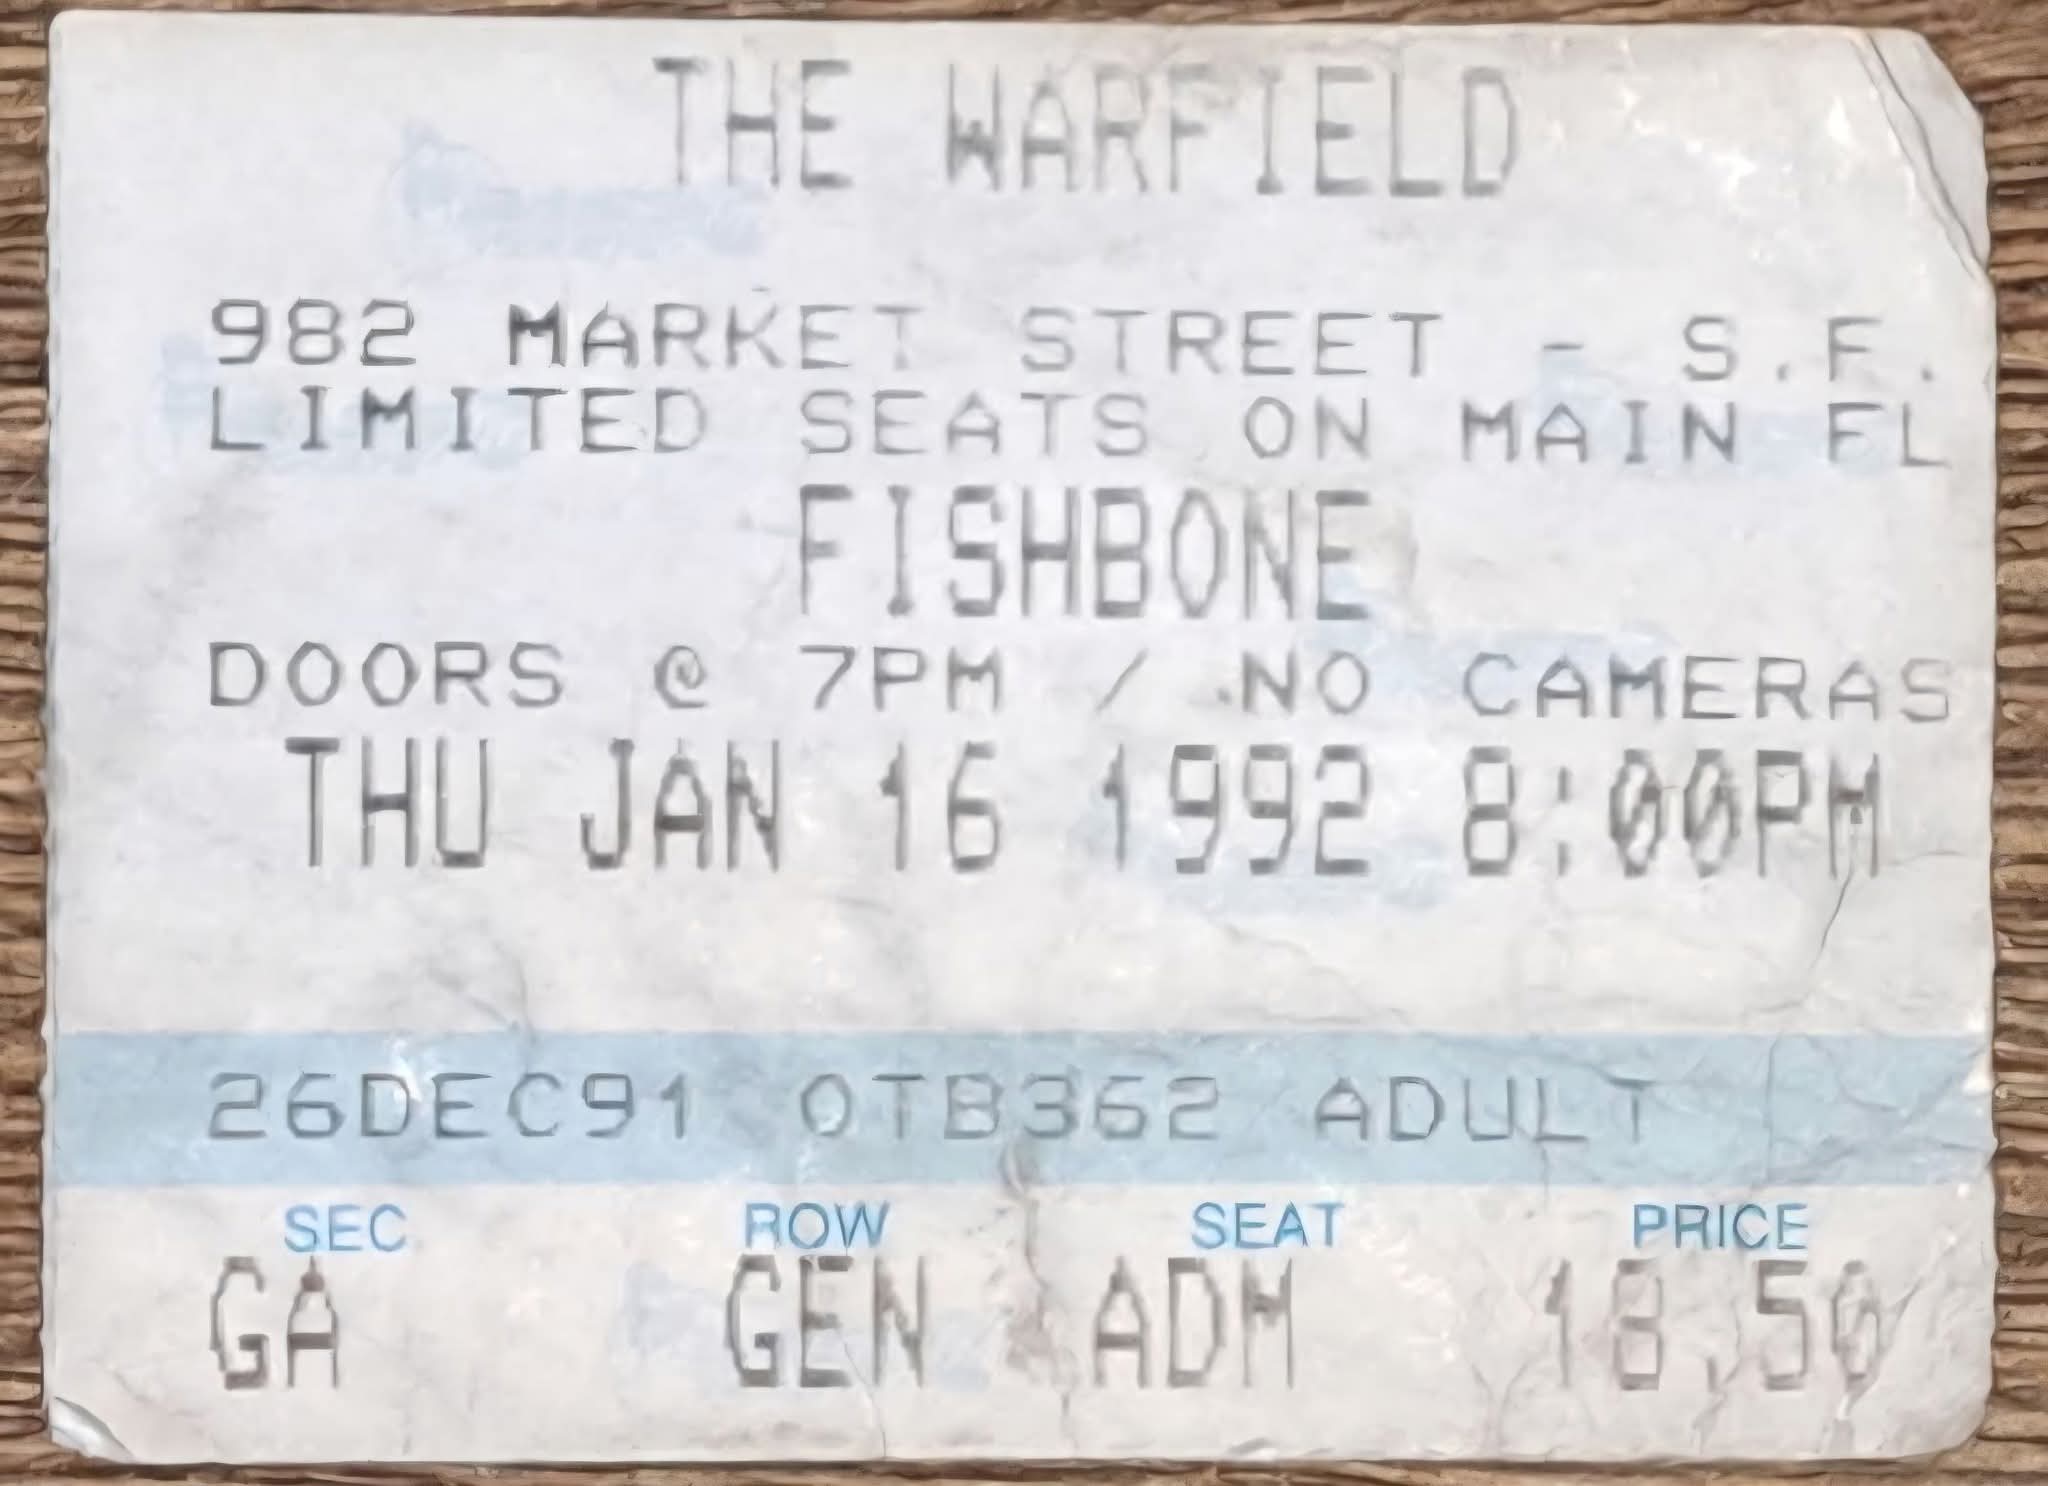 THE WARFIELD
982 MARKET STREET - S.F.
LIMITED SEATS ON MAIN FL
FISHBONE
DOORS @ 7PM / NO CAMERAS
THU JAN 16 1992 8:00PM
26DEC91 OTB362 ADULT
SEC ROW SEAT PRICE
GA GEN ADM 18.50